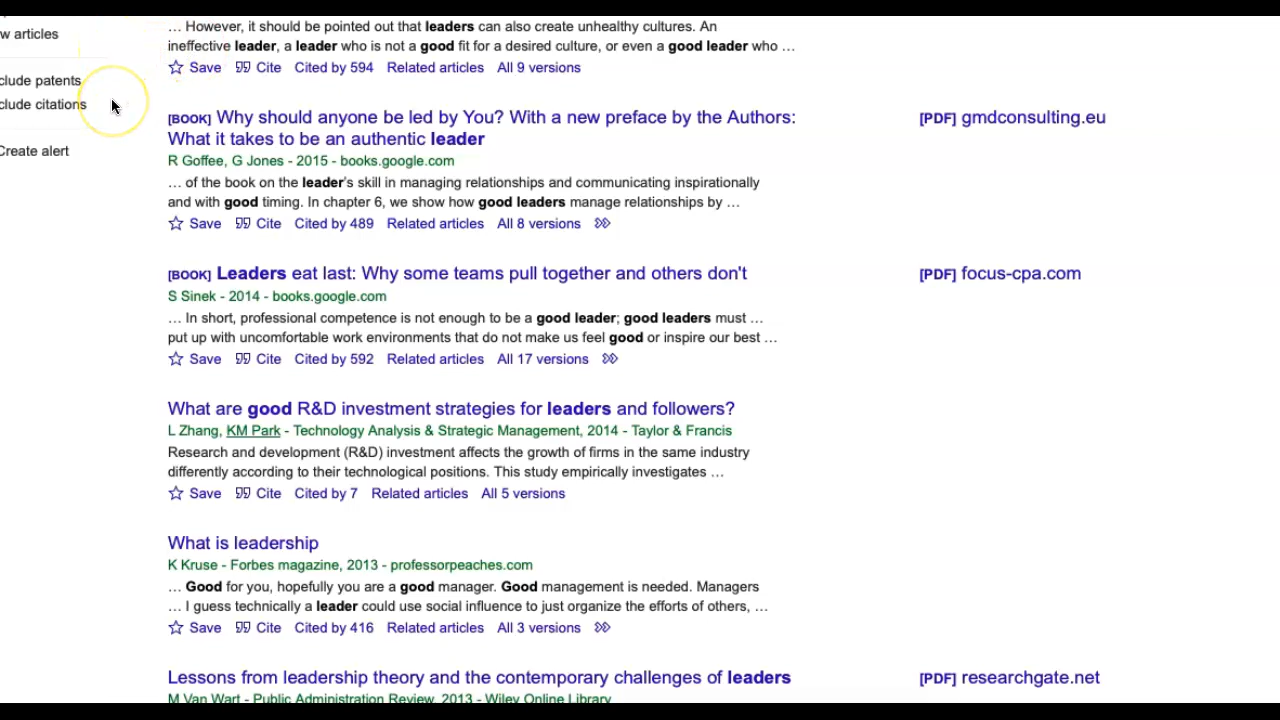 w articles
clude patents
clude citations
Create alert
... However, it should be pointed out that leaders can also create unhealthy cultures. An
ineffective leader, a leader who is not a good fit for a desired culture, or even a good leader who ...
Save Cite Cited by 594 Related articles All 9 versions
[BOOK] Why should anyone be led by You? With a new preface by the Authors:
What it takes to be an authentic leader
[PDF] gmdconsulting.eu
R Goffee, G Jones - 2015 - books.google.com
... of the book on the leader's skill in managing relationships and communicating inspirationally
and with good timing. In chapter 6, we show how good leaders manage relationships by ...
Save Cite Cited by 489 Related articles All 8 versions
[BOOK] Leaders eat last: Why some teams pull together and others don't
[PDF] focus-cpa.com
S Sinek - 2014 - books.google.com
... In short, professional competence is not enough to be a good leader; good leaders must ...
put up with uncomfortable work environments that do not make us feel good or inspire our best ...
Save Cite Cited by 592 Related articles All 17 versions
What are good R&D investment strategies for leaders and followers?
L Zhang, KM Park - Technology Analysis & Strategic Management, 2014 - Taylor & Francis
Research and development (R&D) investment affects the growth of firms in the same industry
differently according to their technological positions. This study empirically investigates ...
Save Cite Cited by 7 Related articles All 5 versions
What is leadership
K Kruse - Forbes magazine, 2013 - professorpeaches.com
... Good for you, hopefully you are a good manager. Good management is needed. Managers
... I guess technically a leader could use social influence to just organize the efforts of others, ...
Save Cite Cited by 416 Related articles All 3 versions
Lessons from leadership theory and the contemporary challenges of leaders
[PDF] researchgate.net
M Van Wart - Public Administration Review, 2013 - Wiley Online Library